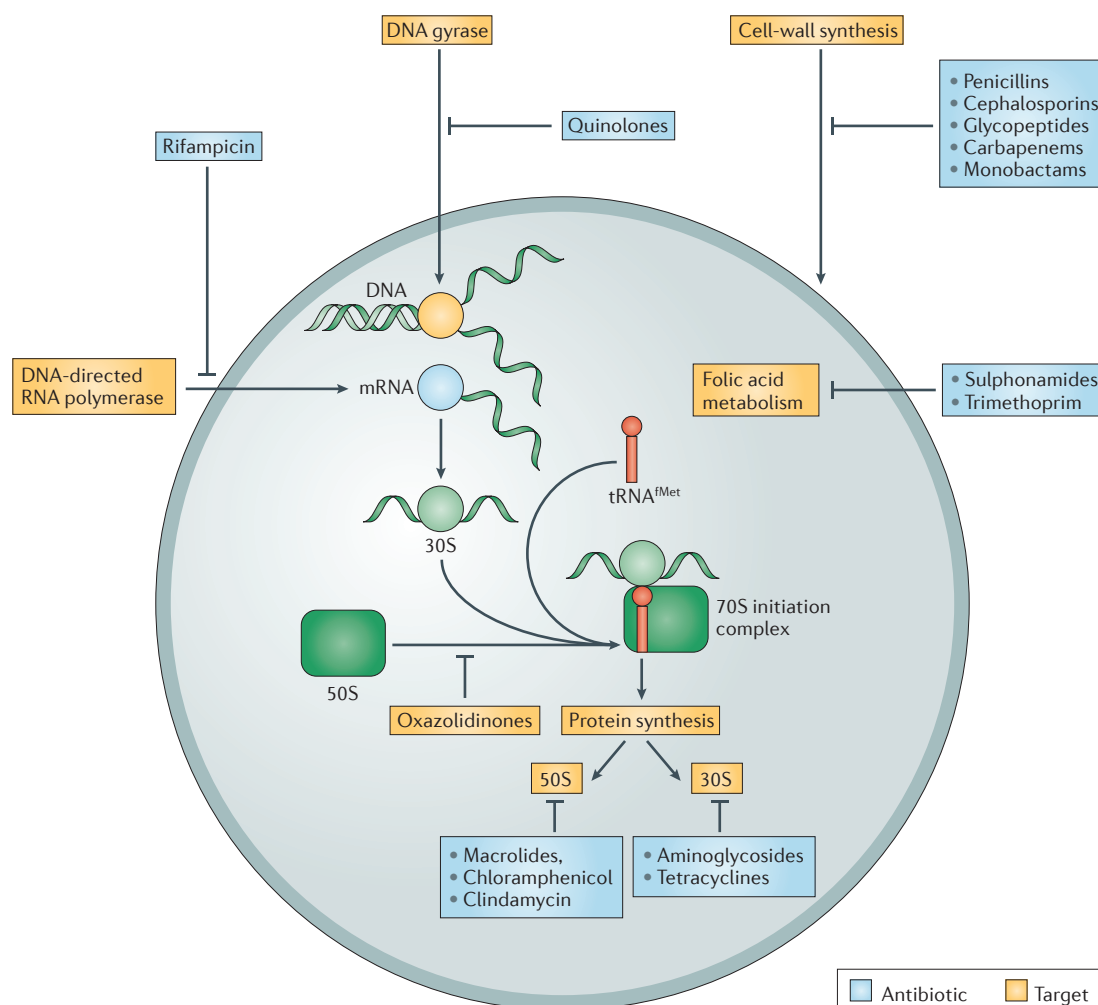 DNA gyrase
Cell-wall synthesis
• Penicillins
• Cephalosporins
• Glycopeptides
• Carbapenems
• Monobactams
Quinolones
Rifampicin
DNA
DNA-directed
RNA polymerase
mRNA
Folic acid
metabolism
• Sulphonamides
• Trimethoprim
tRNAfMet
30S
70S initiation
complex
50S
Oxazolidinones
Protein synthesis
50S
30S
• Macrolides,
• Chloramphenicol
• Clindamycin
• Aminoglycosides
• Tetracyclines
Antibiotic
Target